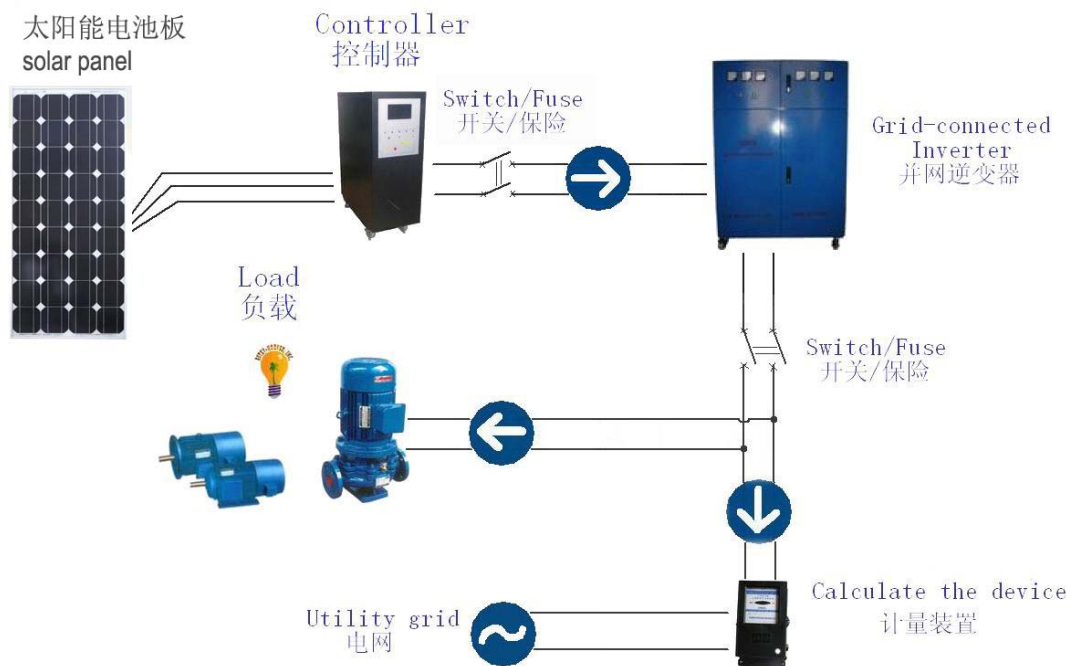 太阳能电池板
solar panel
Controller
控制器
Switch/Fuse
开关/保险
Grid-connected
Inverter
并网逆变器
Load
负载
Switch/Fuse
开关/保险
Calculate the device
计量装置
Utility grid
电网